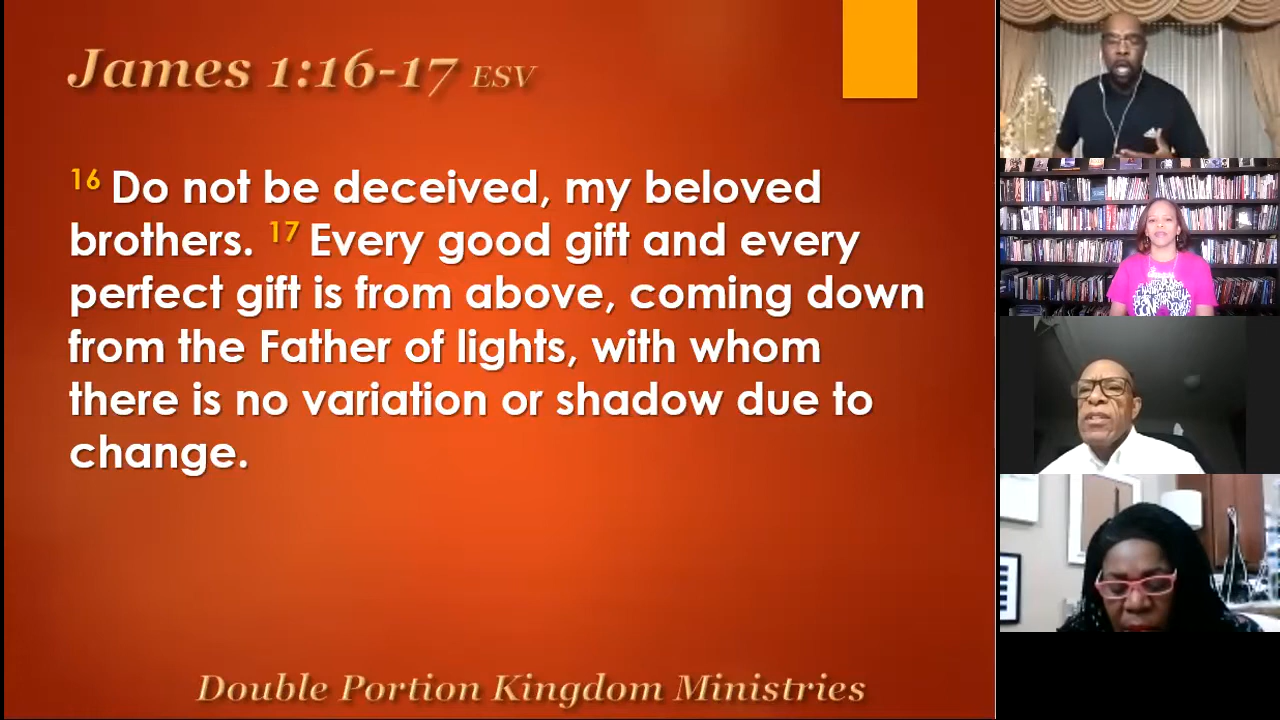 James 1:16-17 ESV
16 Do not be deceived, my beloved
brothers. 17 Every good gift and every
perfect gift is from above, coming down
from the Father of lights, with whom
there is no variation or shadow due to
change.
Double Portion Kingdom Ministries